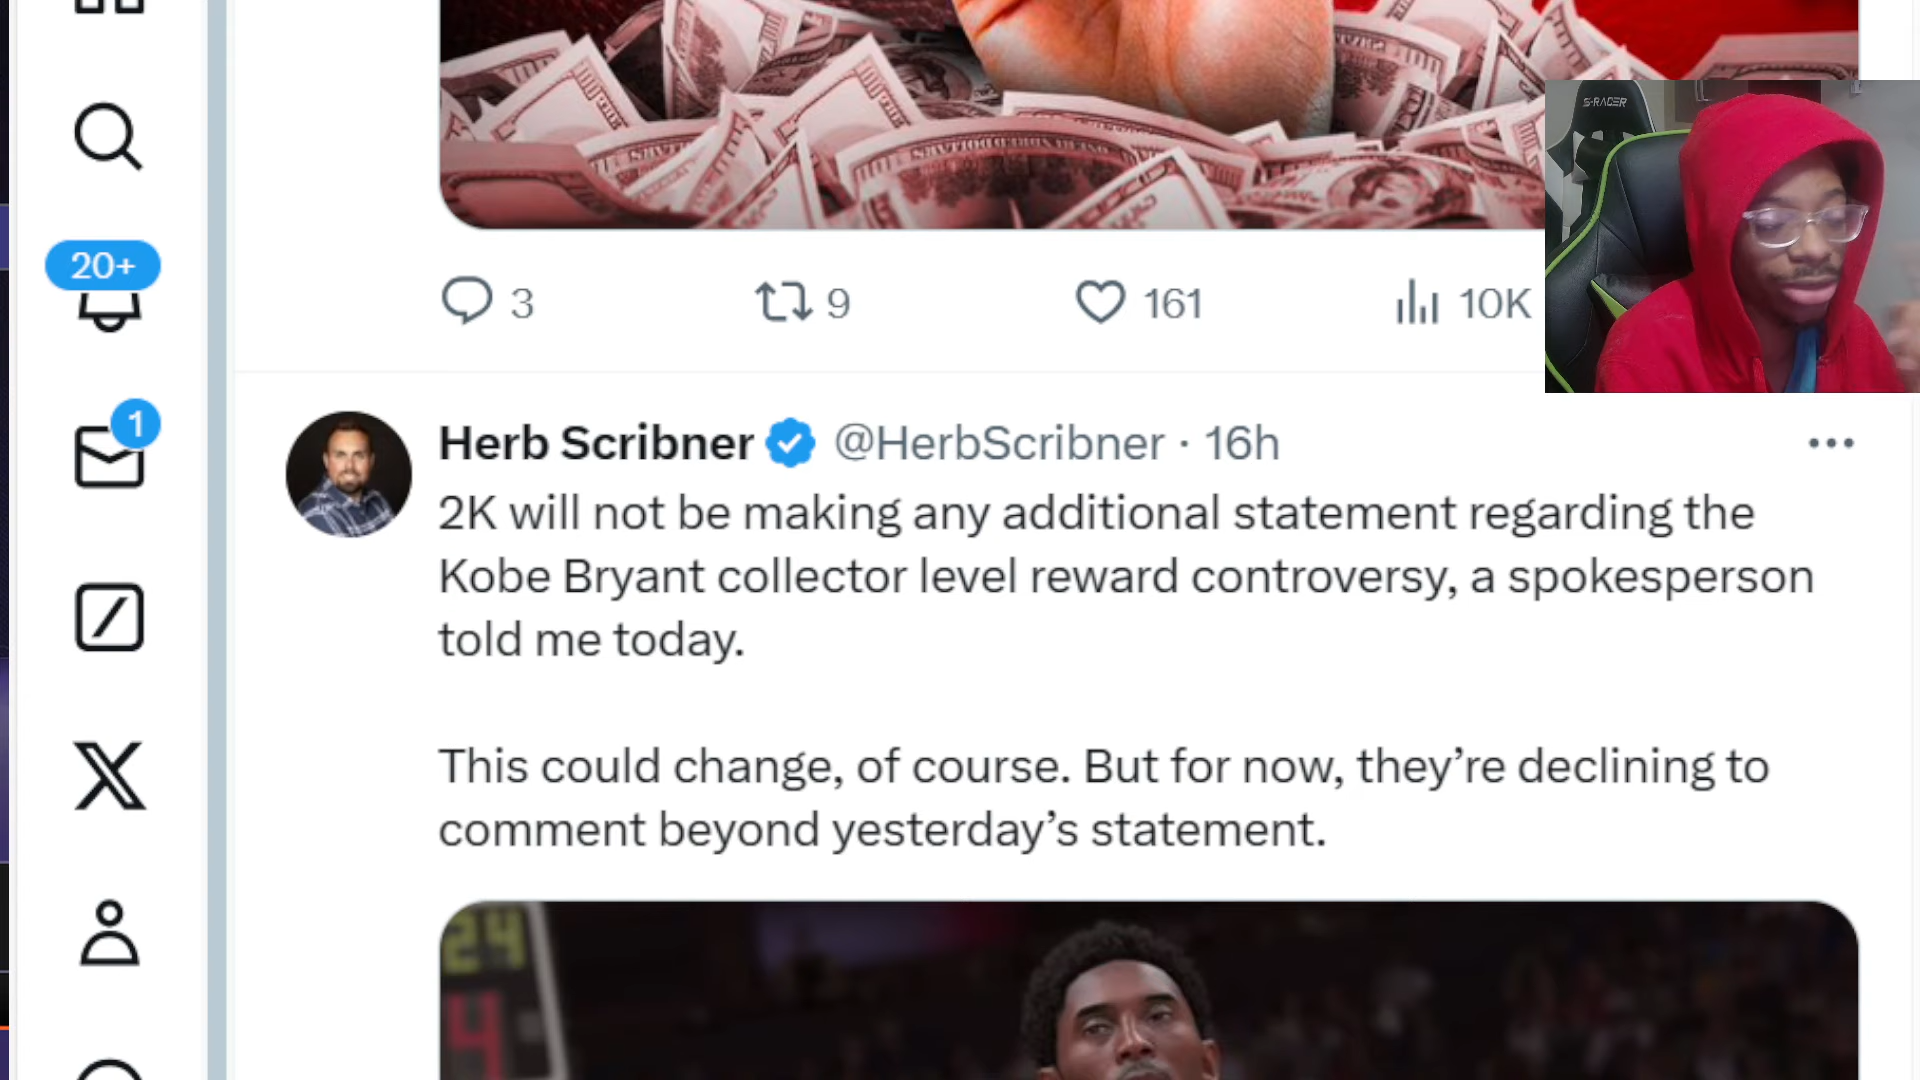 S-RACER
20+
3 9 161 10K
1
Herb Scribner @HerbScribner · 16h
2K will not be making any additional statement regarding the
Kobe Bryant collector level reward controversy, a spokesperson
told me today.
This could change, of course. But for now, they’re declining to
comment beyond yesterday’s statement.
24
4